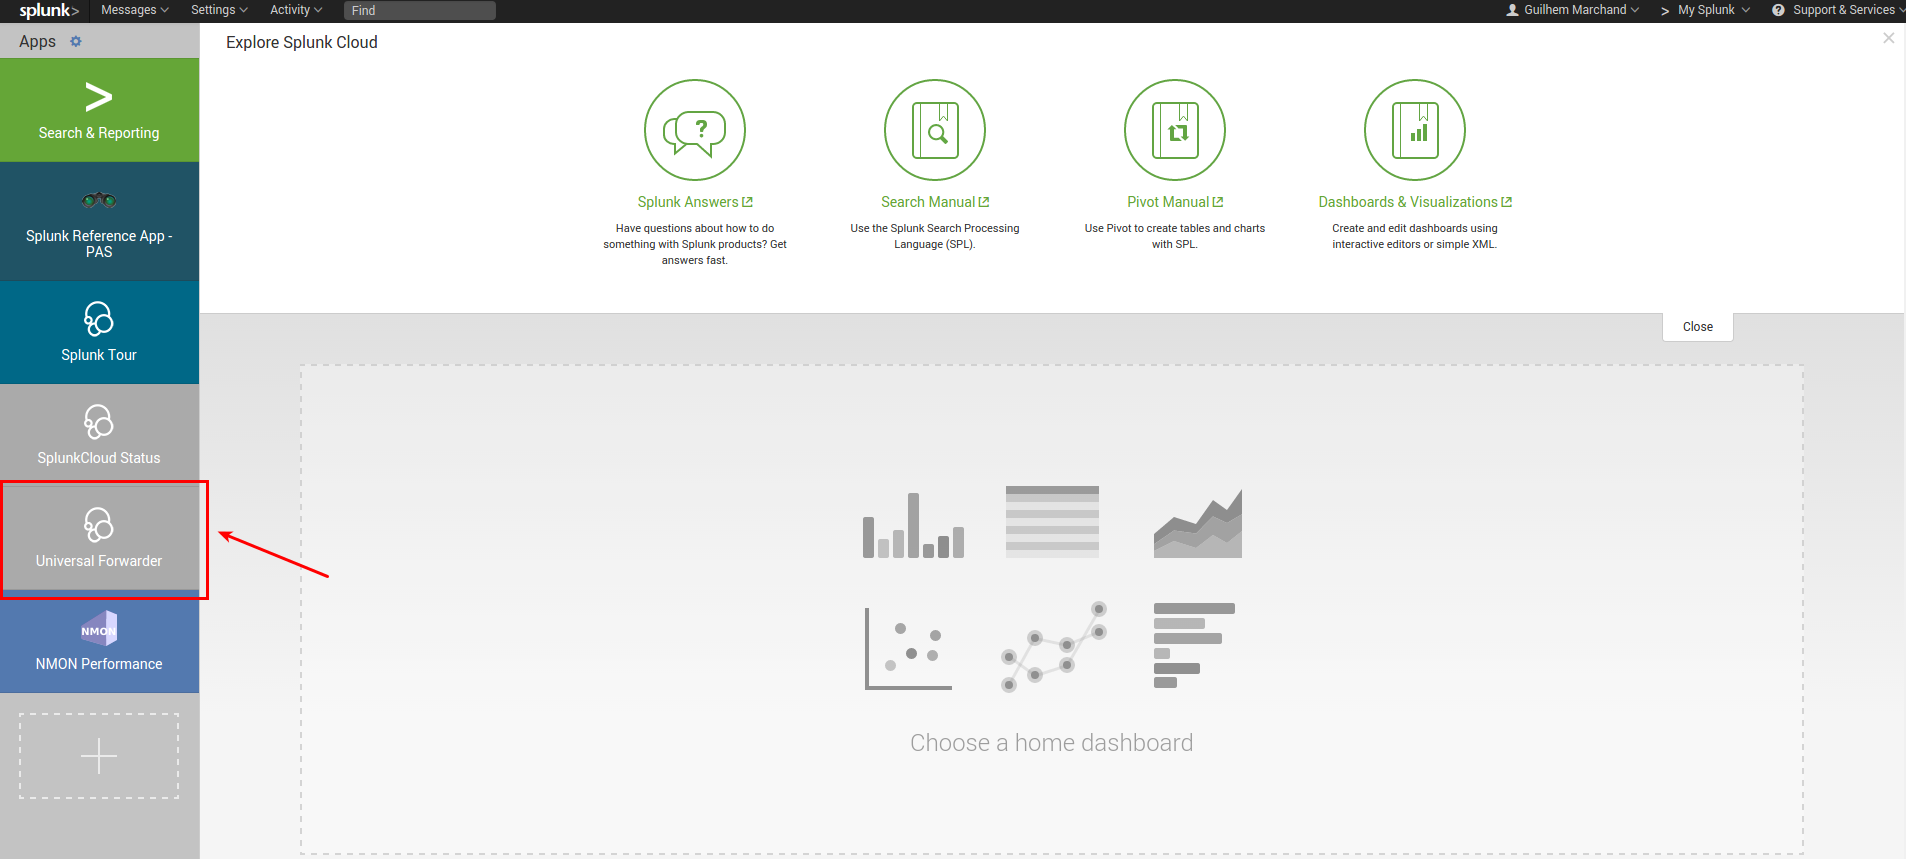 splunk> Messages Settings Activity Find Guilhem Marchand > My Splunk ? Support & Services
Apps
Explore Splunk Cloud
>
Search & Reporting
Splunk Reference App -
PAS
Splunk Tour
SplunkCloud Status
Universal Forwarder
NMON
NMON Performance
?
Splunk Answers
Have questions about how to do
something with Splunk products? Get
answers fast.
Search Manual
Use the Splunk Search Processing
Language (SPL).
Pivot Manual
Use Pivot to create tables and charts
with SPL.
Dashboards & Visualizations
Create and edit dashboards using
interactive editors or simple XML.
Close
Choose a home dashboard